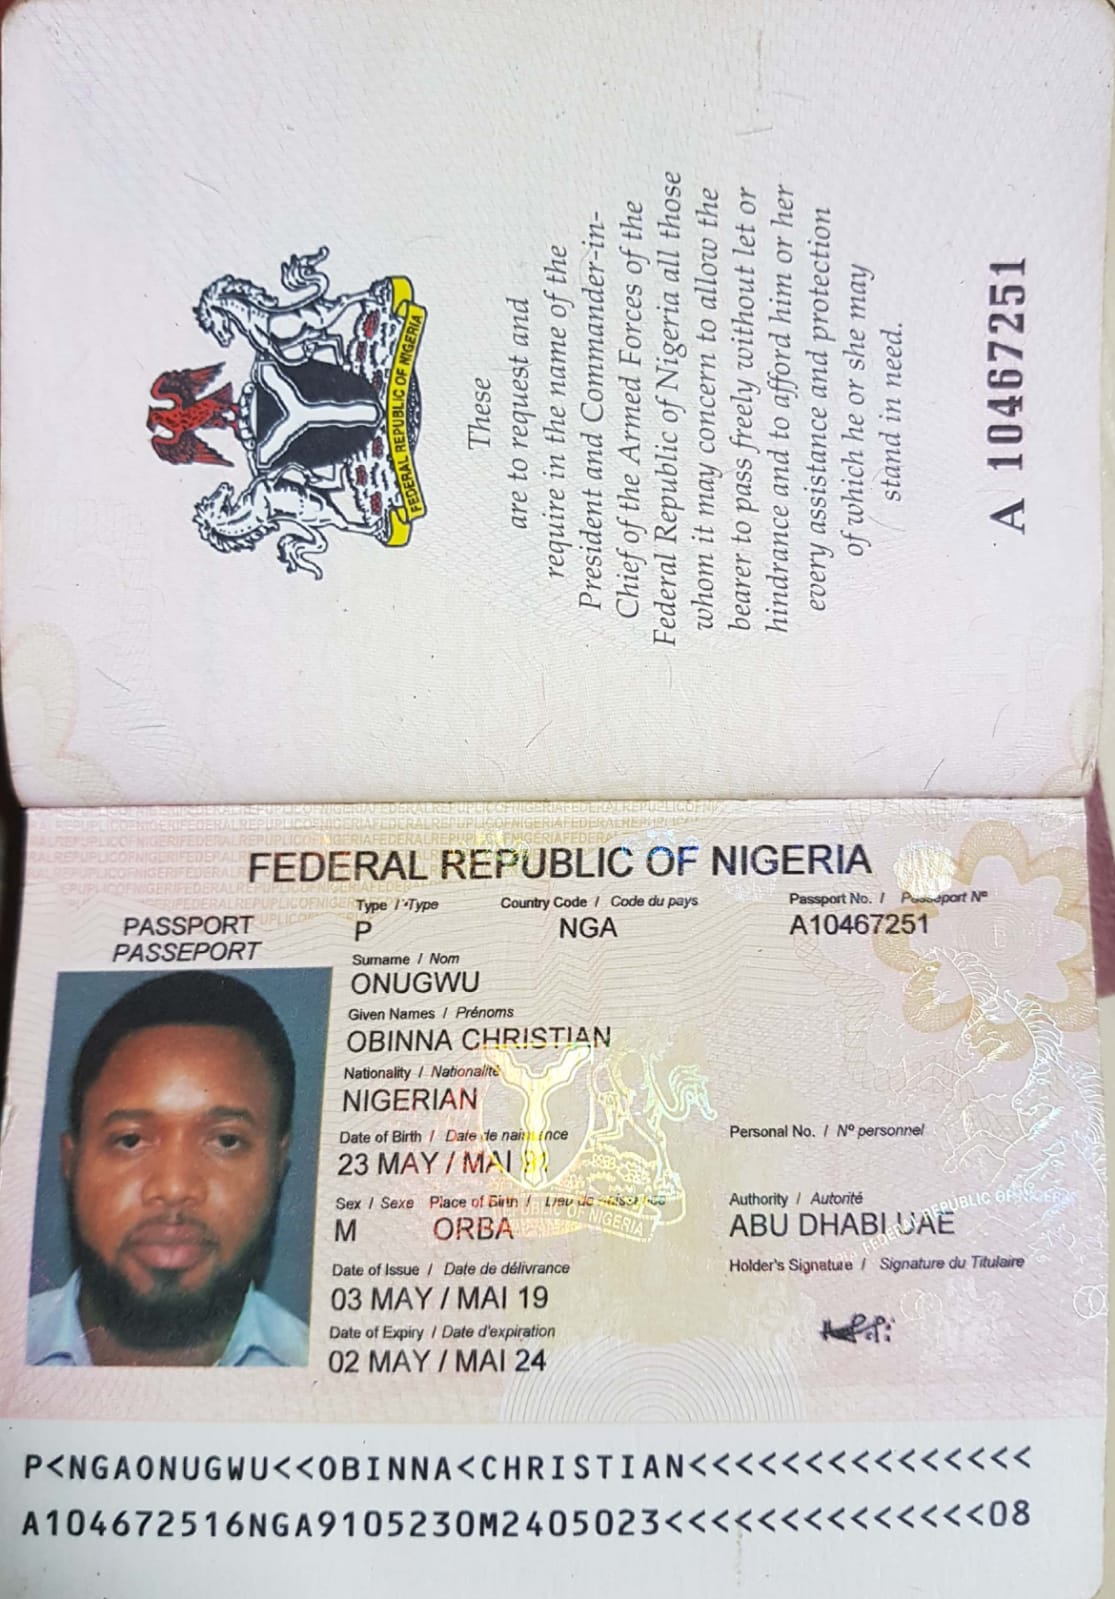 FEDERAL REPUBLIC OF NIGERIA
These
are to request and
require in the name of the
President and Commander-in-
Chief of the Armed Forces of the
Federal Republic of Nigeria all those
whom it may concern to allow the
bearer to pass freely without let or
hindrance and to afford him or her
every assistance and protection
of which he or she may
stand in need.
A 10467251
FEDERAL REPUBLIC OF NIGERIA
PASSPORT
PASSEPORT
Type / Type
Country Code / Code du pays
Passport No. / Passeport Nº
P
NGA
A10467251
Surname / Nom
ONUGWU
Given Names / Prénoms
OBINNA CHRISTIAN
Nationality / Nationalité
NIGERIAN
Date of Birth / Date de naissance
Personal No. / Nº personnel
23 MAY / MAI 91
Sex / Sexe Place of Birth / Lieu de naissance
Authority / Autorité
M ORBA
ABU DHABI UAE
Date of Issue / Date de délivrance
Holder's Signature / Signature du Titulaire
03 MAY / MAI 19
Date of Expiry / Date d'expiration
02 MAY / MAI 24
P<NGAONUGWU<<OBINNA<CHRISTIAN<<<<<<<<<<<<<<<
A104672516NGA9105230M2405023<<<<<<<<<<<<<<08